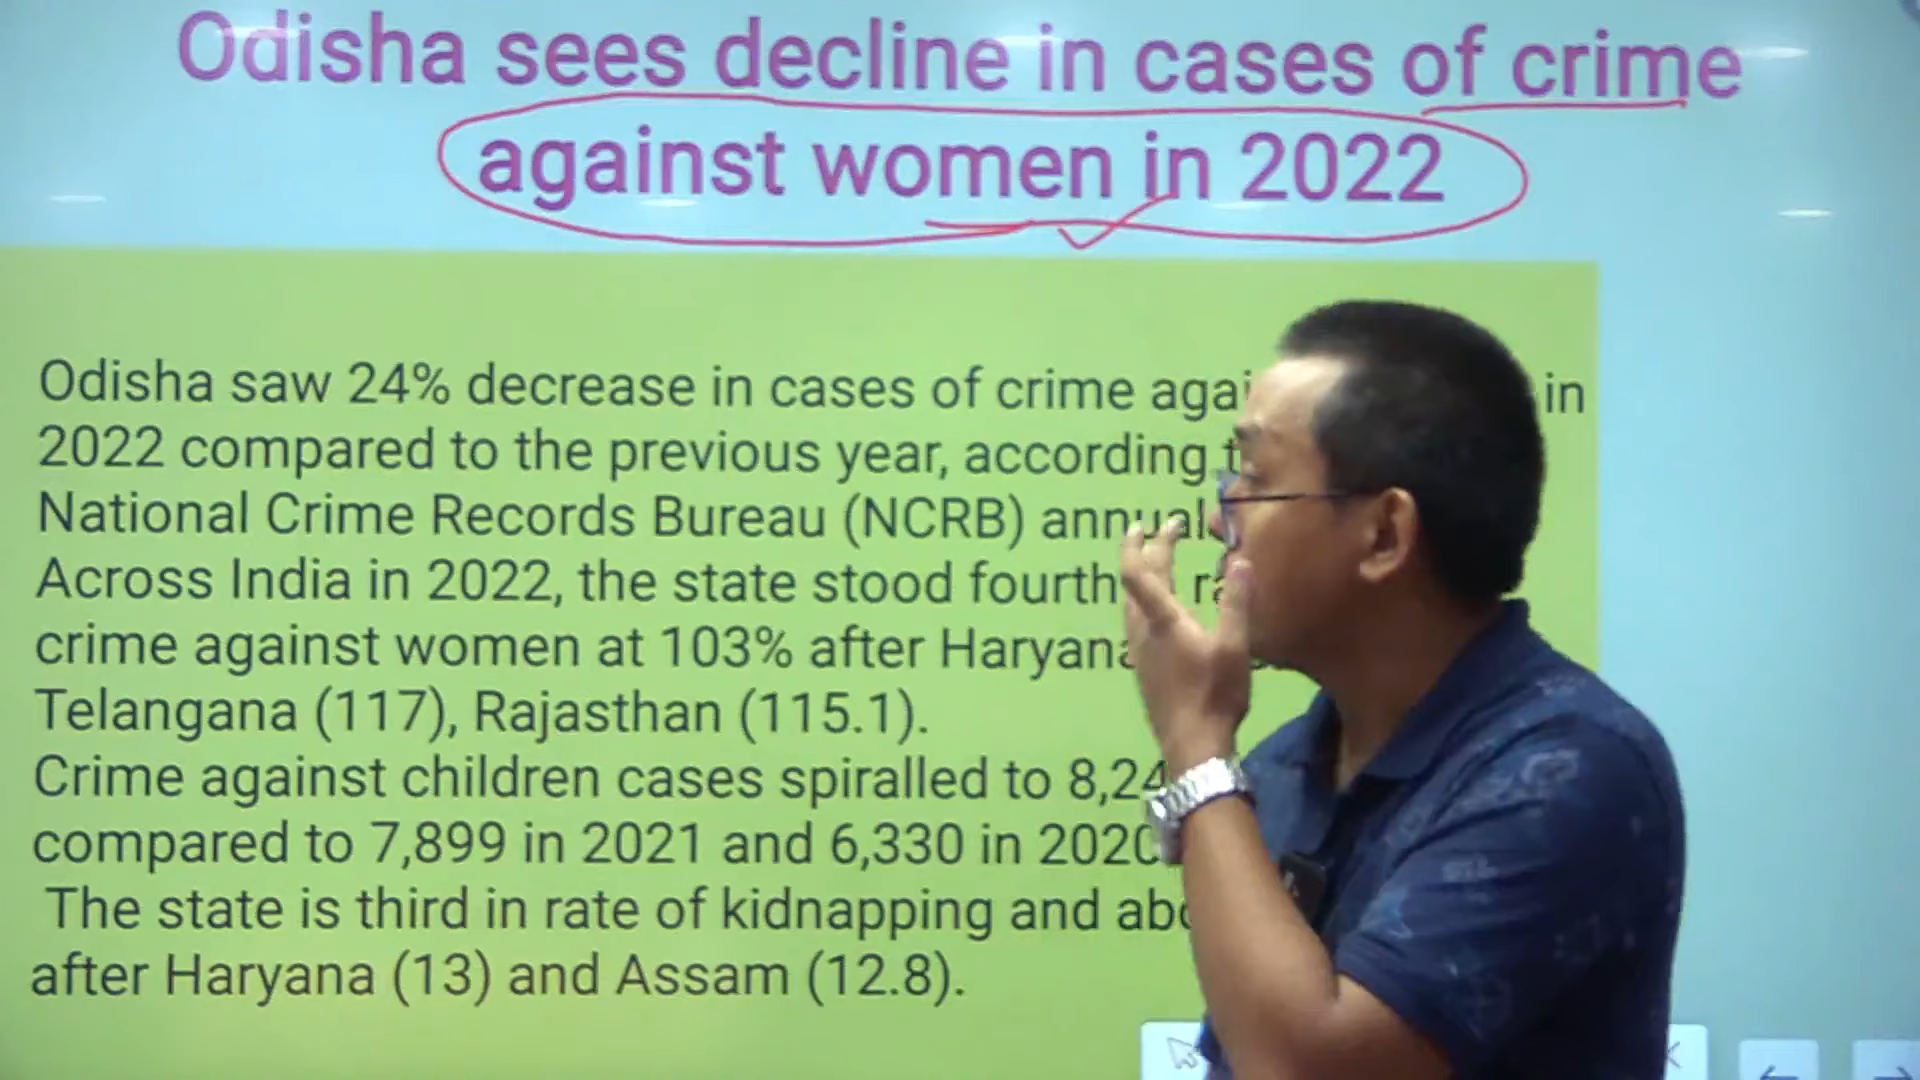 Odisha sees decline in cases of crime
against women in 2022
Odisha saw 24% decrease in cases of crime in
2022 compared to the previous year, according
National Crime Records Bureau (NCRB) annual
Across India in 2022, the state stood fourth
crime against women at 103% after Haryana
Telangana (117), Rajasthan (115.1).
Crime against children cases spiralled to
compared to 7,899 in 2021 and 6,330 in 2020
The state is third in rate of kidnapping and
after Haryana (13) and Assam (12.8).